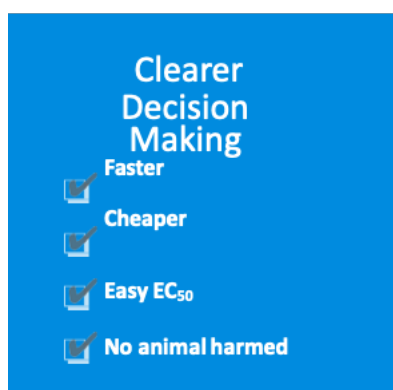 Clearer
Decision
Making
Faster
Cheaper
Easy EC₅₀
No animal harmed